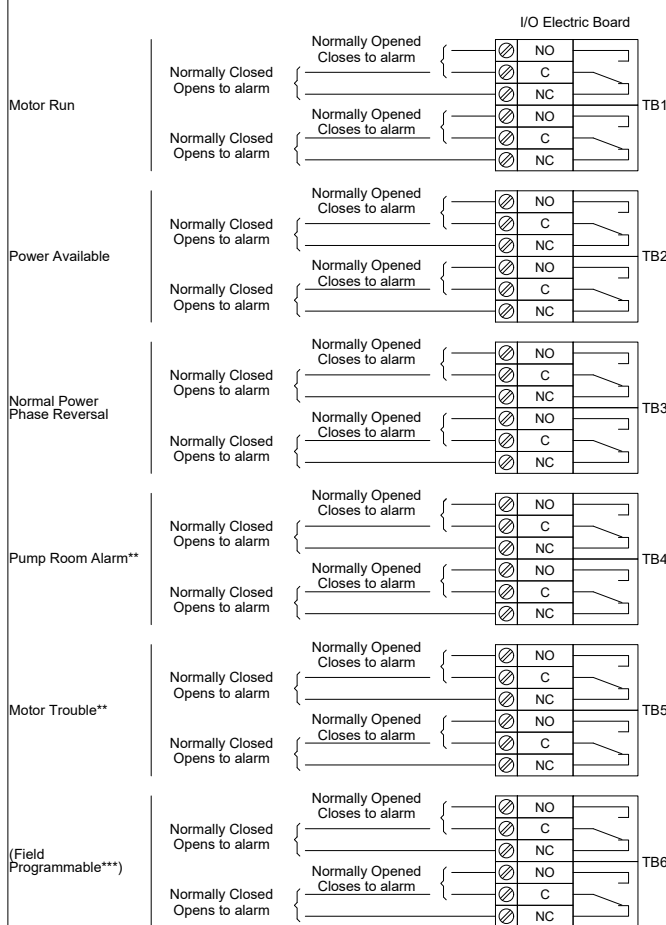 I/O Electric Board
Motor Run
Normally Opened
Closes to alarm
Normally Closed
Opens to alarm
Normally Opened
Closes to alarm
Normally Closed
Opens to alarm
NO
C
NC
NO
C
NC
TB1
Power Available
Normally Opened
Closes to alarm
Normally Closed
Opens to alarm
Normally Opened
Closes to alarm
Normally Closed
Opens to alarm
NO
C
NC
NO
C
NC
TB2
Normal Power
Phase Reversal
Normally Opened
Closes to alarm
Normally Closed
Opens to alarm
Normally Opened
Closes to alarm
Normally Closed
Opens to alarm
NO
C
NC
NO
C
NC
TB3
Pump Room Alarm**
Normally Opened
Closes to alarm
Normally Closed
Opens to alarm
Normally Opened
Closes to alarm
Normally Closed
Opens to alarm
NO
C
NC
NO
C
NC
TB4
Motor Trouble**
Normally Opened
Closes to alarm
Normally Closed
Opens to alarm
Normally Opened
Closes to alarm
Normally Closed
Opens to alarm
NO
C
NC
NO
C
NC
TB5
(Field
Programmable***)
Normally Opened
Closes to alarm
Normally Closed
Opens to alarm
Normally Opened
Closes to alarm
Normally Closed
Opens to alarm
NO
C
NC
NO
C
NC
TB6